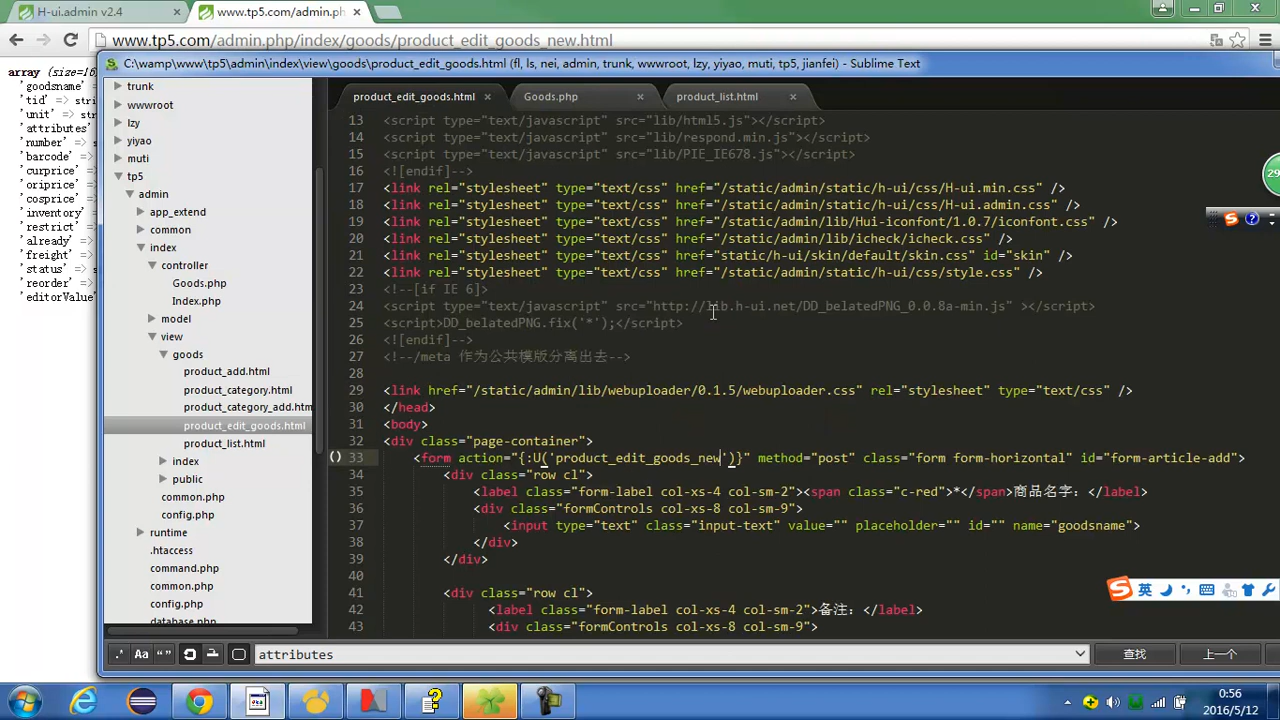 H-ui.admin v2.4
www.tp5.com/admin.ph
www.tp5.com/admin.php/index/goods/product_edit_goods_new.html
C:\wamp\www\tp5\admin\index\view\goods\product_edit_goods.html (fl, ls, nei, admin, trunk, wwwroot, lzy, yiyao, muti, tp5, jianfei) - Sublime Text
array (size=16
'goodsname' =
'tid' => stri
'unit' => str
'attributes'
'number' => s
'barcode' =>
'curprice' =>
'oriprice' =>
'cosprice' =>
'inventory' =
'restrict' =>
'already' =>
'freight' =>
'status' => s
'reorder' =>
'editorValue'
trunk
wwwroot
lzy
yiyao
muti
tp5
admin
app_extend
common
index
controller
Goods.php
Index.php
model
view
goods
product_add.html
product_category.html
product_category_add.htm
product_edit_goods.html
product_list.html
index
public
common.php
config.php
runtime
.htaccess
command.php
common.php
config.php
database.php
product_edit_goods.html
Goods.php
product_list.html
13 <script type="text/javascript" src="lib/html5.js"></script>
14 <script type="text/javascript" src="lib/respond.min.js"></script>
15 <script type="text/javascript" src="lib/PIE_IE678.js"></script>
16 <![endif]-->
17 <link rel="stylesheet" type="text/css" href="/static/admin/static/h-ui/css/H-ui.min.css" />
18 <link rel="stylesheet" type="text/css" href="/static/admin/static/h-ui/css/H-ui.admin.css" />
19 <link rel="stylesheet" type="text/css" href="/static/admin/lib/Hui-iconfont/1.0.7/iconfont.css" />
20 <link rel="stylesheet" type="text/css" href="/static/admin/lib/icheck/icheck.css" />
21 <link rel="stylesheet" type="text/css" href="static/h-ui/skin/default/skin.css" id="skin" />
22 <link rel="stylesheet" type="text/css" href="/static/admin/static/h-ui/css/style.css" />
23 <!--[if IE 6]>
24 <script type="text/javascript" src="http://lib.h-ui.net/DD_belatedPNG_0.0.8a-min.js" ></script>
25 <script>DD_belatedPNG.fix('*');</script>
26 <![endif]-->
27 <!--/meta 作为公共模版分离出去-->
28
29 <link href="/static/admin/lib/webuploader/0.1.5/webuploader.css" rel="stylesheet" type="text/css" />
30 </head>
31 <body>
32 <div class="page-container">
33 <form action="{:U('product_edit_goods_new')}" method="post" class="form form-horizontal" id="form-article-add">
34 <div class="row cl">
35 <label class="form-label col-xs-4 col-sm-2"><span class="c-red">*</span>商品名字：</label>
36 <div class="formControls col-xs-8 col-sm-9">
37 <input type="text" class="input-text" value="" placeholder="" id="" name="goodsname">
38 </div>
39 </div>
40
41 <div class="row cl">
42 <label class="form-label col-xs-4 col-sm-2">备注：</label>
43 <div class="formControls col-xs-8 col-sm-9">
29
英
.* Aa “” attributes 查找 上一个
0:56
2016/5/12